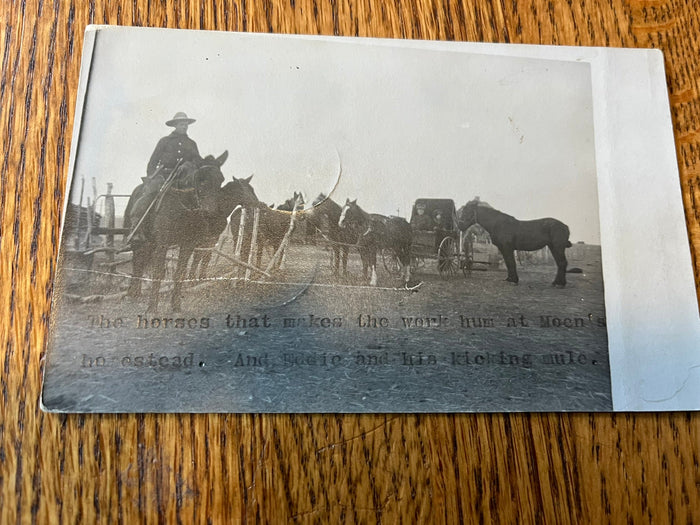 The horses that makes the work hum at Moen's
homestead. And Eddie and his kicking mule.